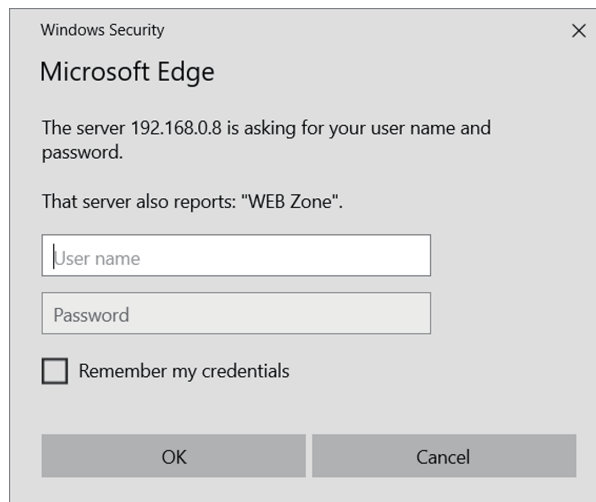 Windows Security
Microsoft Edge
The server 192.168.0.8 is asking for your user name and
password.
That server also reports: "WEB Zone".
User name
Password
Remember my credentials
OK
Cancel